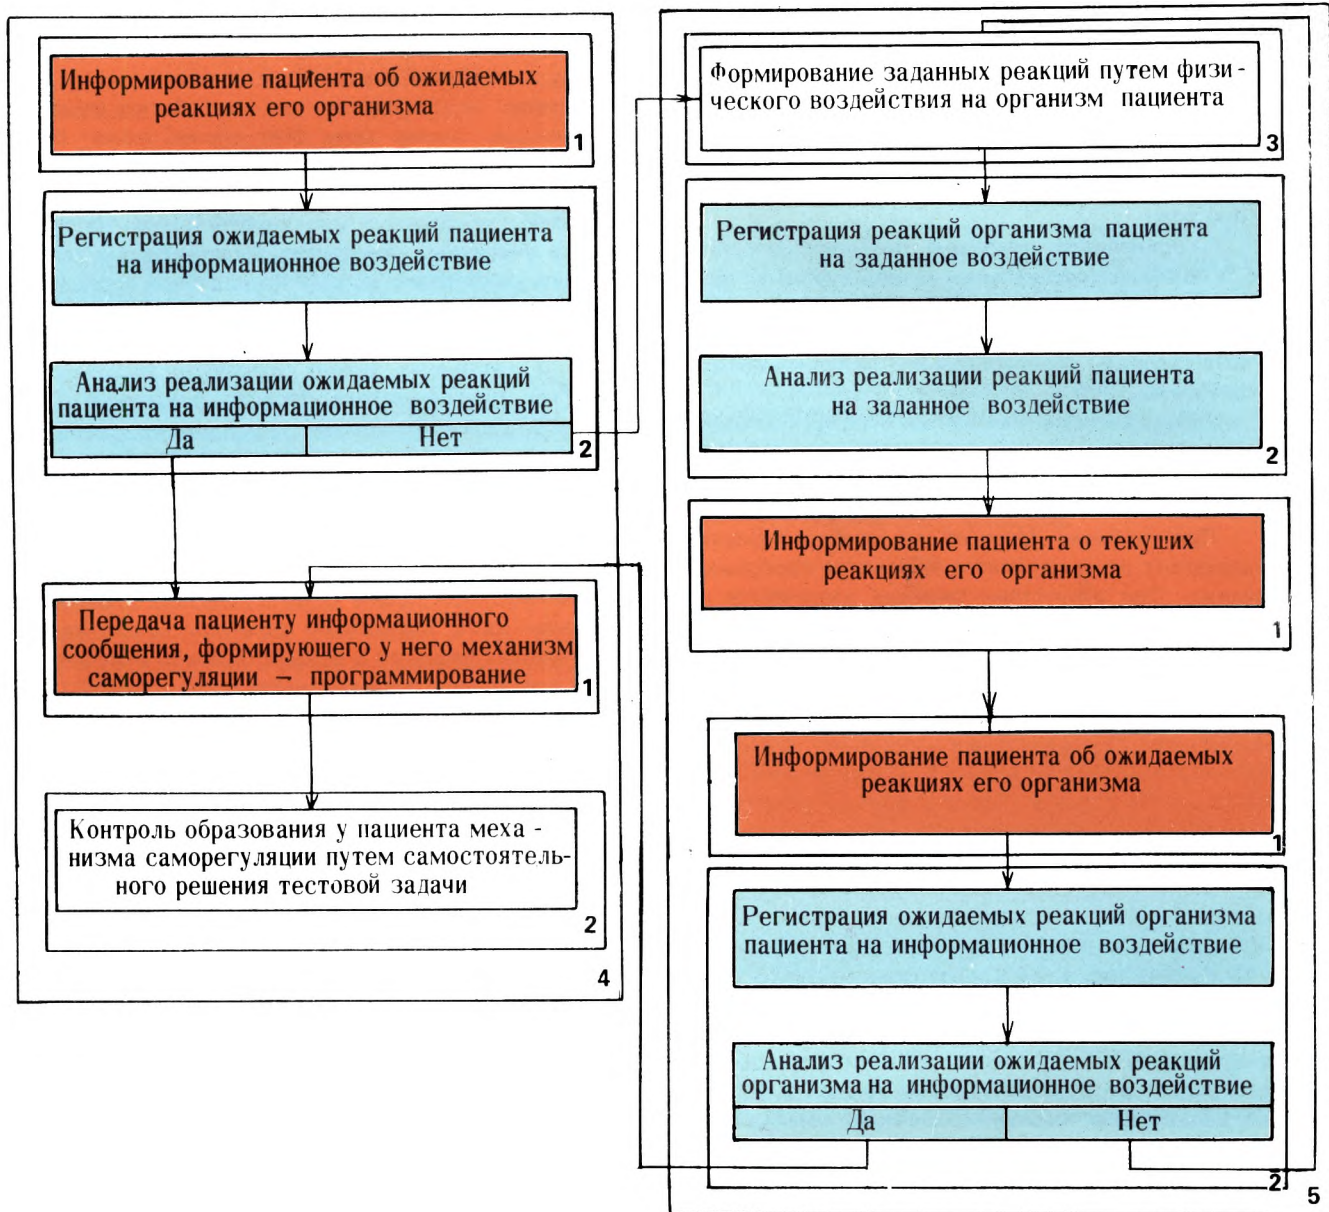 Информирование пациента об ожидаемых
реакциях его организма
1
Регистрация ожидаемых реакций пациента
на информационное воздействие
Анализ реализации ожидаемых реакций
пациента на информационное воздействие
Да
Нет
2
Передача пациенту информационного
сообшения, формирующего у него механизм
саморегуляции — программирование
1
Контроль образования у пациента меха -
низма саморегуляции путем самостоятель-
ного решения тестовой задачи
2
4
Формирование заданных реакций путем физи -
ческого воздействия на организм пациента
3
Регистрация реакций организма пациента
на заданное воздействие
Анализ реализации реакций пациента
на заданное воздействие
2
Информирование пациента о текуших
реакциях его организма
1
Информирование пациента об ожидаемых
реакциях его организма
1
Регистрация ожидаемых реакций организма
пациента на информационное воздействие
Анализ реализации ожидаемых реакций
организма на информационное воздействие
Да
Нет
2
5